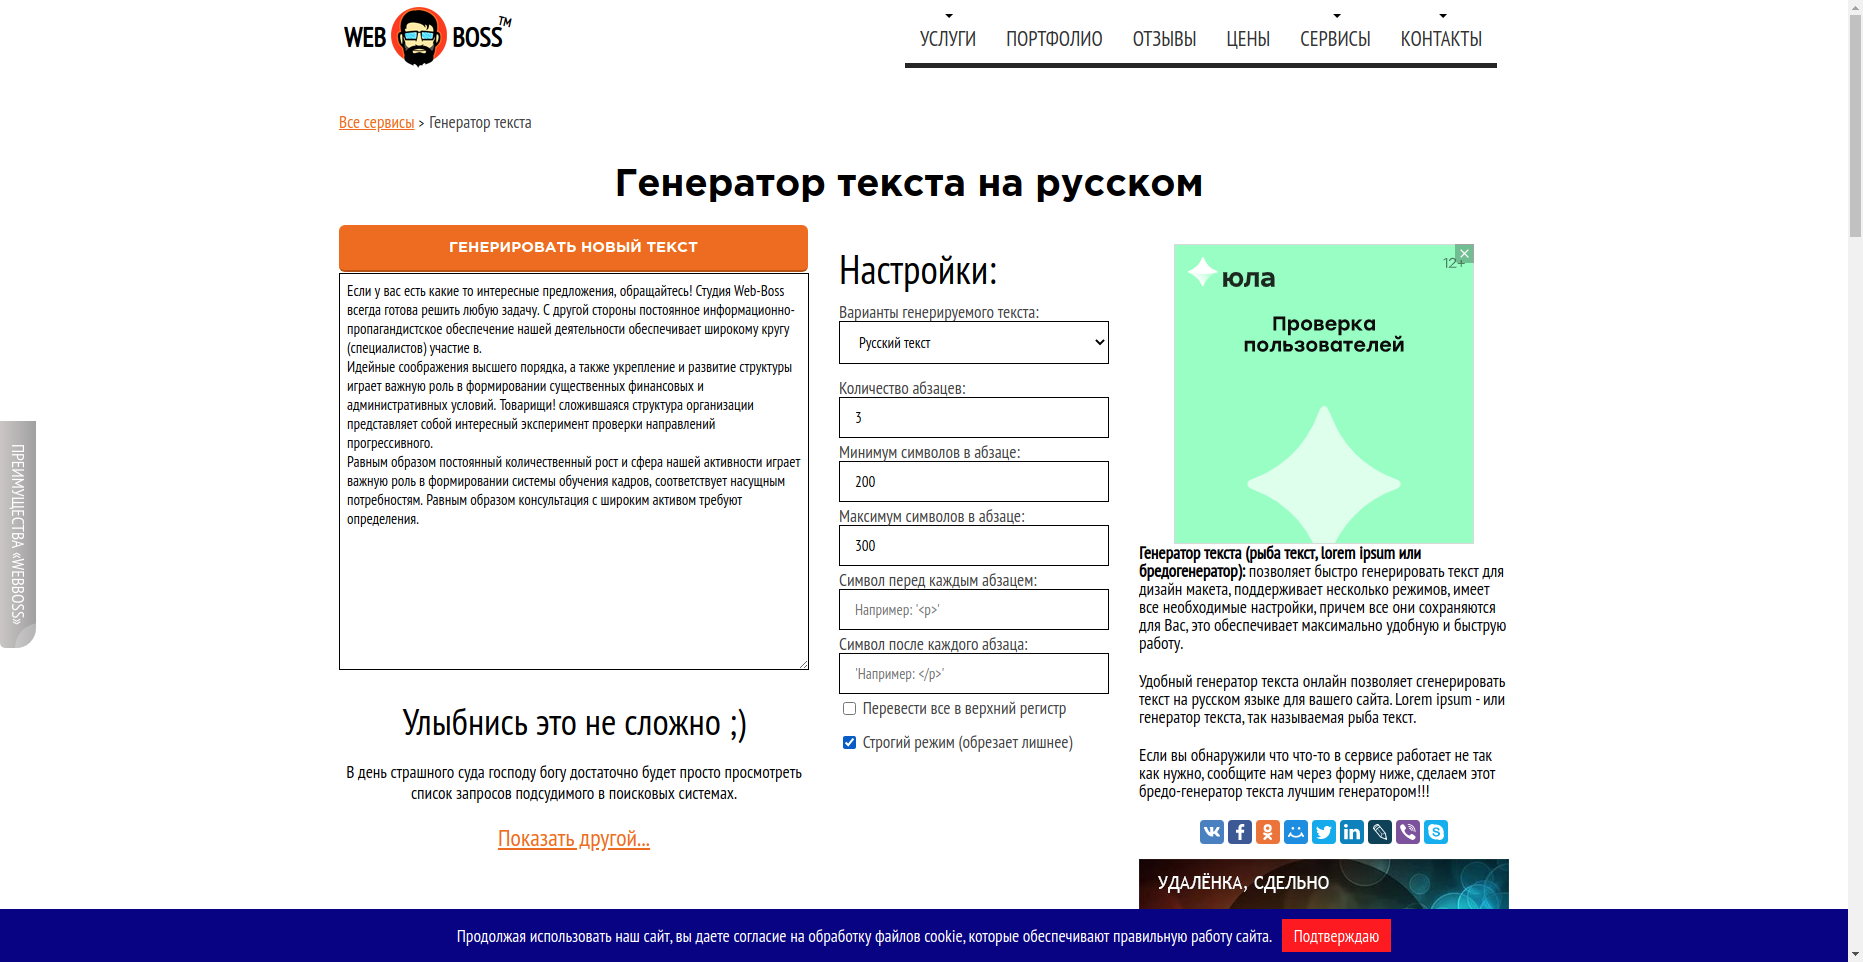 WEB BOSS™
УСЛУГИ ПОРТФОЛИО ОТЗЫВЫ ЦЕНЫ СЕРВИСЫ КОНТАКТЫ
Все сервисы > Генератор текста
Генератор текста на русском
ГЕНЕРИРОВАТЬ НОВЫЙ ТЕКСТ
Если у вас есть какие то интересные предложения, обращайтесь! Студия Web-Boss
всегда готова решить любую задачу. С другой стороны постоянное информационно-
пропагандистское обеспечение нашей деятельности обеспечивает широкому кругу
(специалистов) участие в.
Идейные соображения высшего порядка, а также укрепление и развитие структуры
играет важную роль в формировании существенных финансовых и
административных условий. Товарищи! сложившаяся структура организации
представляет собой интересный эксперимент проверки направлений
прогрессивного.
Равным образом постоянный количественный рост и сфера нашей активности играет
важную роль в формировании системы обучения кадров, соответствует насущным
потребностям. Равным образом консультация с широким активом требуют
определения.
Улыбнись это не сложно ;)
В день страшного суда господу богу достаточно будет просто просмотреть
список запросов подсудимого в поисковых системах.
Показать другой...
Настройки:
Варианты генерируемого текста:
Русский текст
Количество абзацев:
3
Минимум символов в абзаце:
200
Максимум символов в абзаце:
300
Символ перед каждым абзацем:
Например: '<p>'
Символ после каждого абзаца:
'Например: </p>'
Перевести все в верхний регистр
Строгий режим (обрезает лишнее)
12+
юла
Проверка
пользователей
Генератор текста (рыба текст, lorem ipsum или
бредогенератор): позволяет быстро генерировать текст для
дизайн макета, поддерживает несколько режимов, имеет
все необходимые настройки, причем все они сохраняются
для Вас, это обеспечивает максимально удобную и быструю
работу.
Удобный генератор текста онлайн позволяет сгенерировать
текст на русском языке для вашего сайта. Lorem ipsum - или
генератор текста, так называемая рыба текст.
Если вы обнаружили что что-то в сервисе работает не так
как нужно, сообщите нам через форму ниже, сделаем этот
бредо-генератор текста лучшим генератором!!!
УДАЛЁНКА, СДЕЛЬНО
ПРЕИМУЩЕСТВА «WEBBOSS»
Продолжая использовать наш сайт, вы даете согласие на обработку файлов cookie, которые обеспечивают правильную работу сайта. Подтверждаю